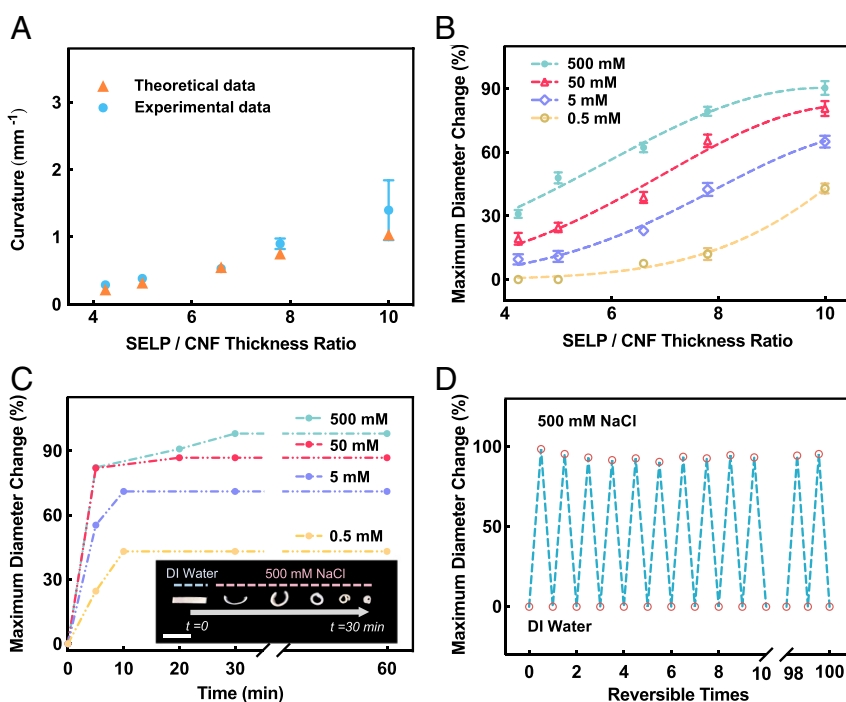 A
Curvature (mm⁻¹)
3
2
1
0
Theoretical data
Experimental data
4
6
8
10
SELP / CNF Thickness Ratio
B
Maximum Diameter Change (%)
90
60
30
0
500 mM
50 mM
5 mM
0.5 mM
4
6
8
10
SELP / CNF Thickness Ratio
C
Maximum Diameter Change (%)
90
60
30
0
500 mM
50 mM
5 mM
0.5 mM
DI Water
500 mM NaCl
t =0
t =30 min
0
10
20
30
60
Time (min)
D
Maximum Diameter Change (%)
100
50
0
500 mM NaCl
DI Water
0
2
4
6
8
10
98
100
Reversible Times